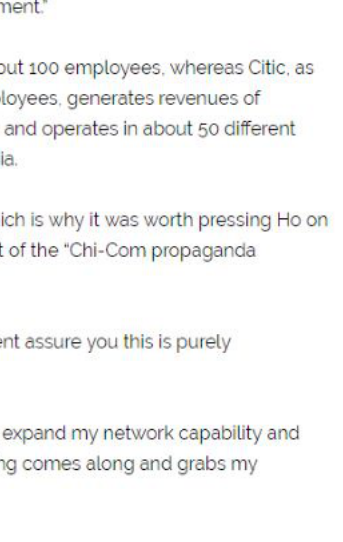 ment."
out 100 employees, whereas Citic, as
ployees, generates revenues of
and operates in about 50 different
ia.
ich is why it was worth pressing Ho on
t of the “Chi-Com propaganda
ent assure you this is purely
expand my network capability and
ng comes along and grabs my